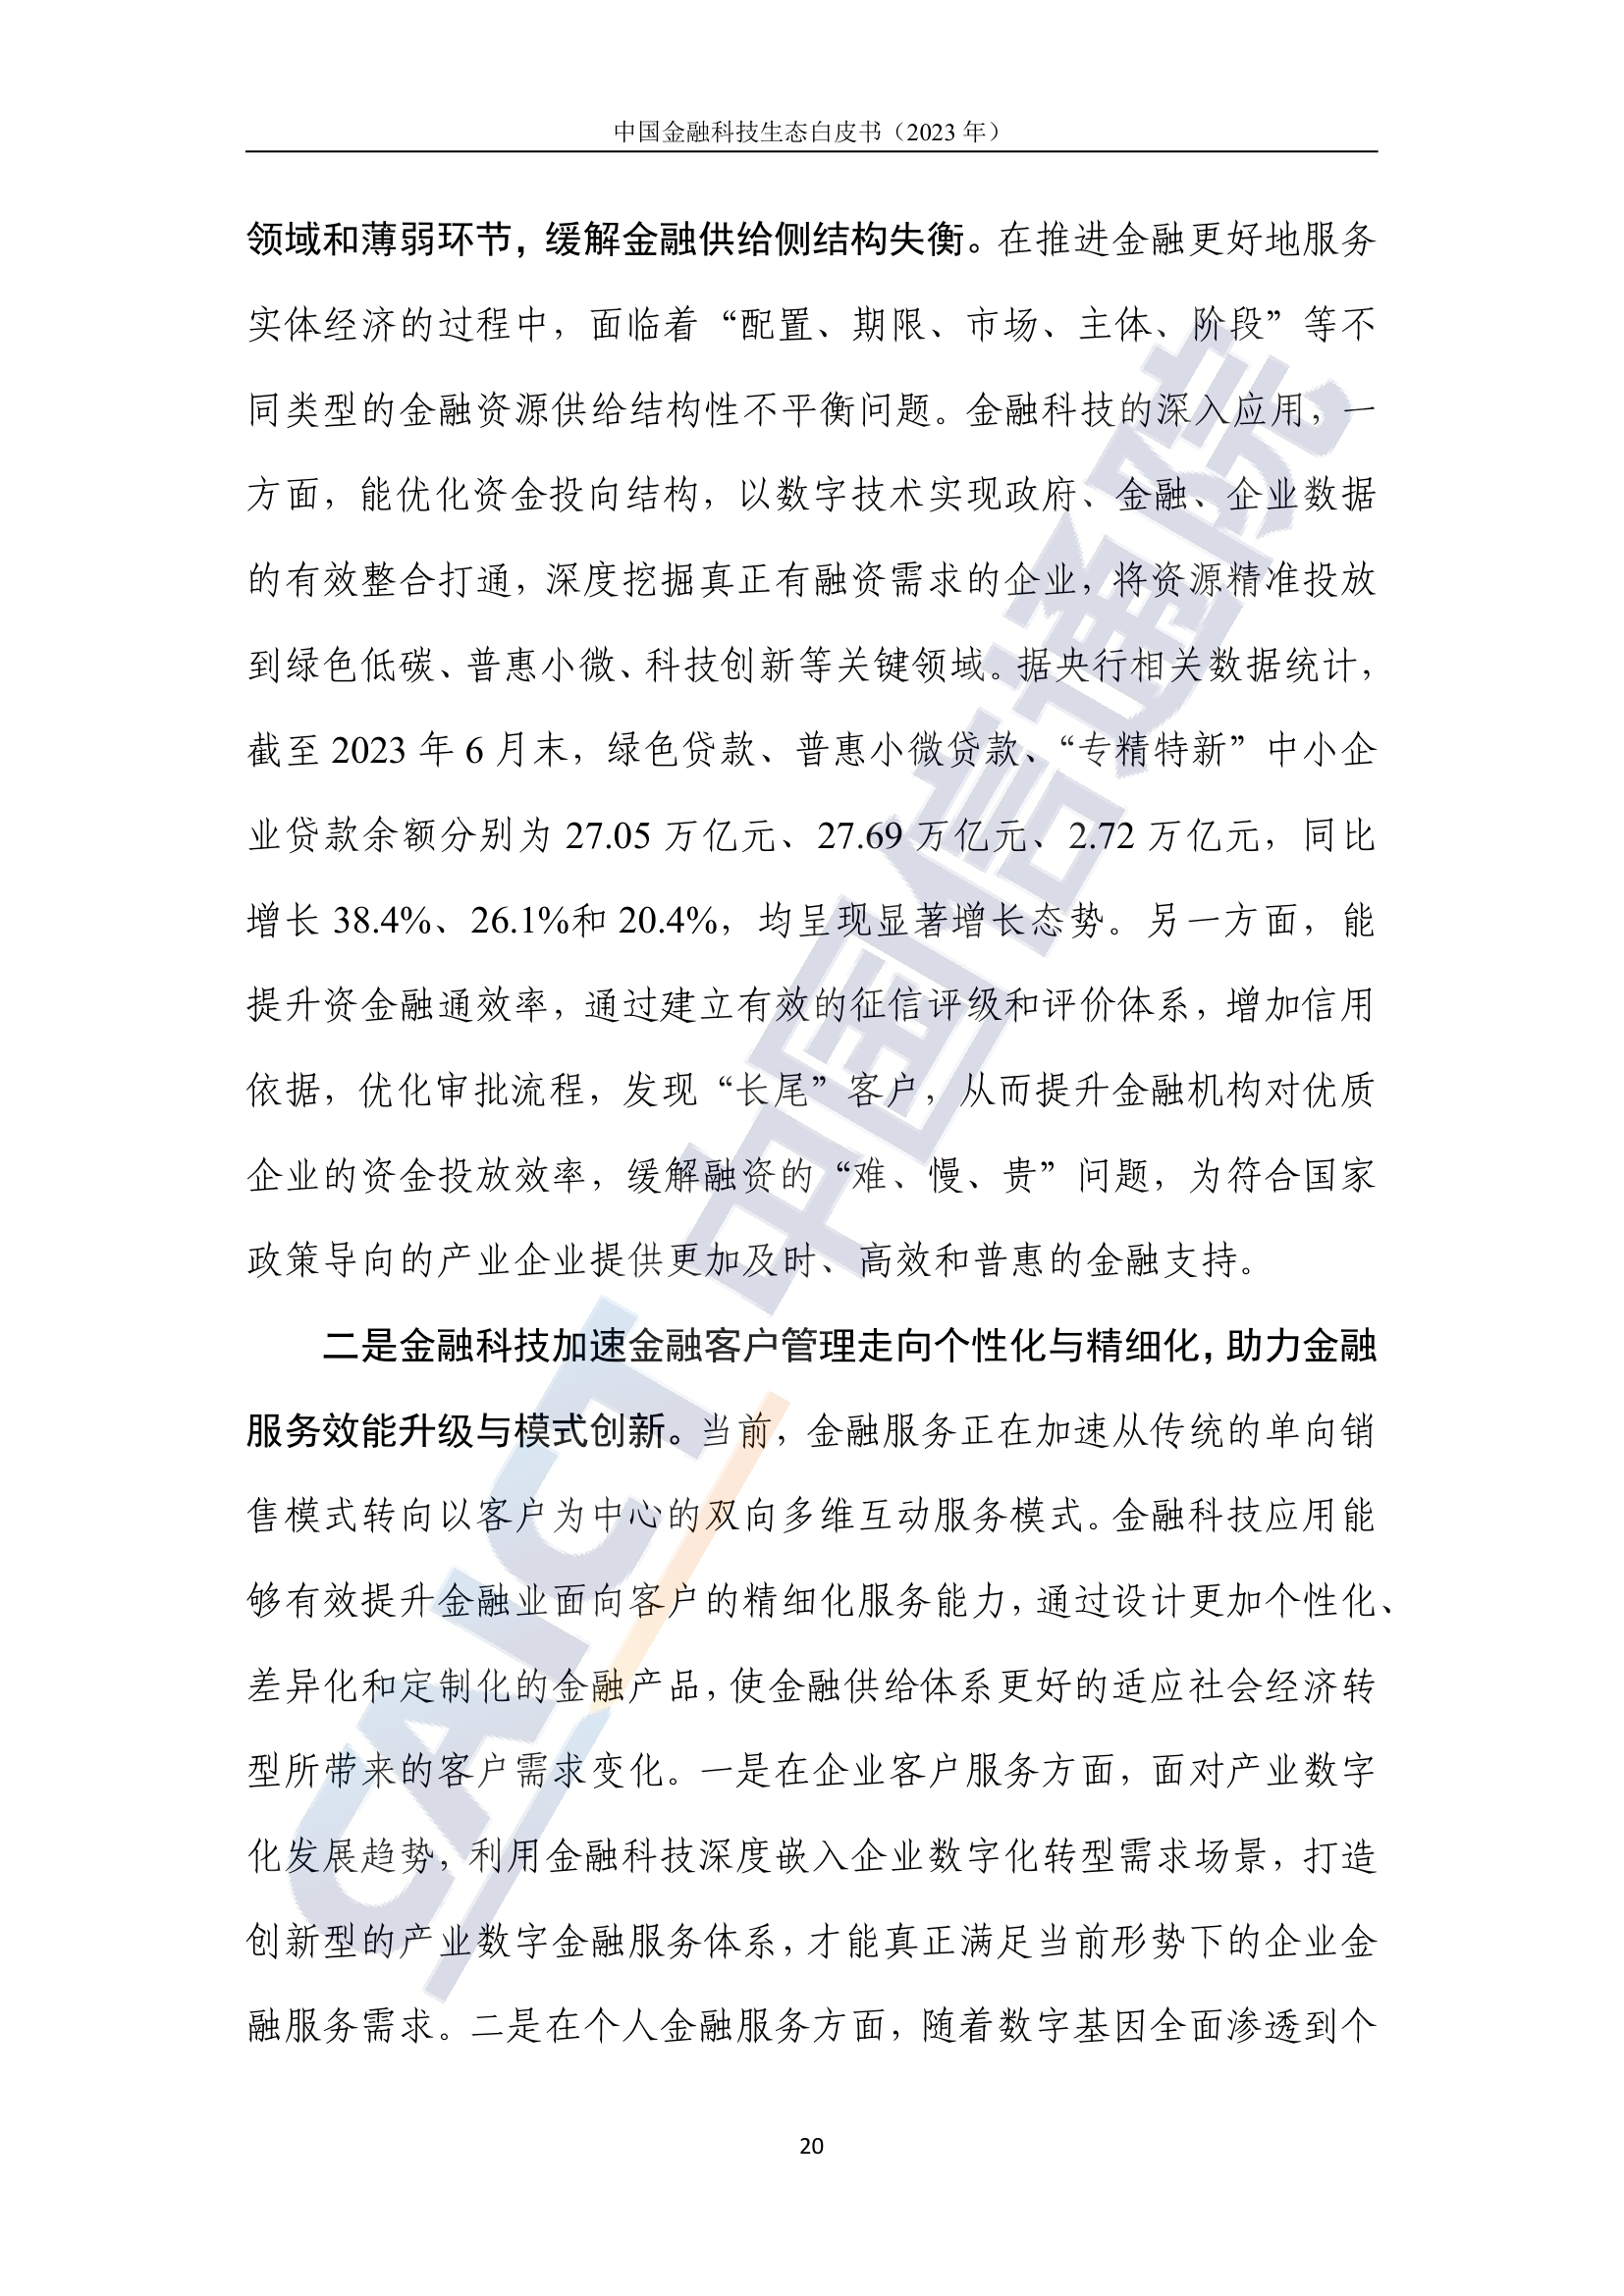 中国金融科技生态白皮书（2023 年）
领域和薄弱环节，缓解金融供给侧结构失衡。在推进金融更好地服务
实体经济的过程中，面临着“配置、期限、市场、主体、阶段”等不
同类型的金融资源供给结构性不平衡问题。金融科技的深入应用，一
方面，能优化资金投向结构，以数字技术实现政府、金融、企业数据
的有效整合打通，深度挖掘真正有融资需求的企业，将资源精准投放
到绿色低碳、普惠小微、科技创新等关键领域。据央行相关数据统计，
截至 2023 年 6 月末，绿色贷款、普惠小微贷款、“专精特新”中小企
业贷款余额分别为 27.05 万亿元、27.69 万亿元、2.72 万亿元，同比
增长 38.4%、26.1%和 20.4%，均呈现显著增长态势。另一方面，能
提升资金融通效率，通过建立有效的征信评级和评价体系，增加信用
依据，优化审批流程，发现“长尾”客户，从而提升金融机构对优质
企业的资金投放效率，缓解融资的“难、慢、贵”问题，为符合国家
政策导向的产业企业提供更加及时、高效和普惠的金融支持。
二是金融科技加速金融客户管理走向个性化与精细化，助力金融
服务效能升级与模式创新。当前，金融服务正在加速从传统的单向销
售模式转向以客户为中心的双向多维互动服务模式。金融科技应用能
够有效提升金融业面向客户的精细化服务能力，通过设计更加个性化、
差异化和定制化的金融产品，使金融供给体系更好的适应社会经济转
型所带来的客户需求变化。一是在企业客户服务方面，面对产业数字
化发展趋势，利用金融科技深度嵌入企业数字化转型需求场景，打造
创新型的产业数字金融服务体系，才能真正满足当前形势下的企业金
融服务需求。二是在个人金融服务方面，随着数字基因全面渗透到个
20
CAICT 中国信通院